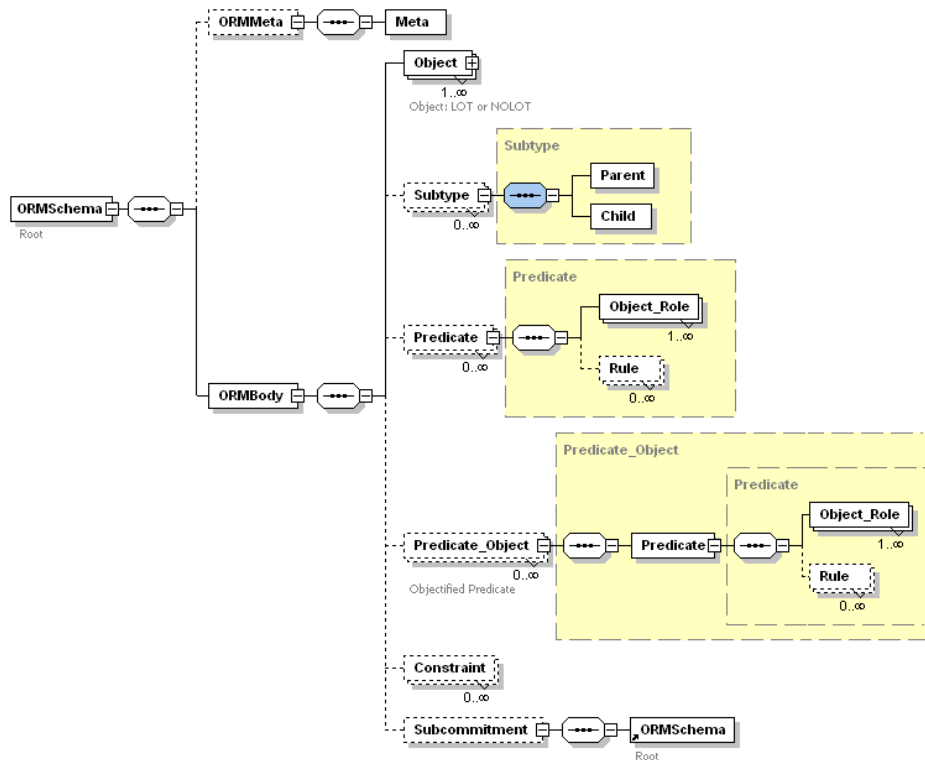 ORMMeta
Meta
Object
1..∞
Object: LOT or NOLOT
Subtype
Parent
Subtype
Child
0..∞
ORMSchema
Root
Predicate
Object_Role
1..∞
Predicate
0..∞
Rule
0..∞
ORMBody
Predicate_Object
Predicate
Object_Role
1..∞
Predicate_Object
0..∞
Objectified Predicate
Predicate
Rule
0..∞
Constraint
0..∞
Subcommitment
ORMSchema
Root